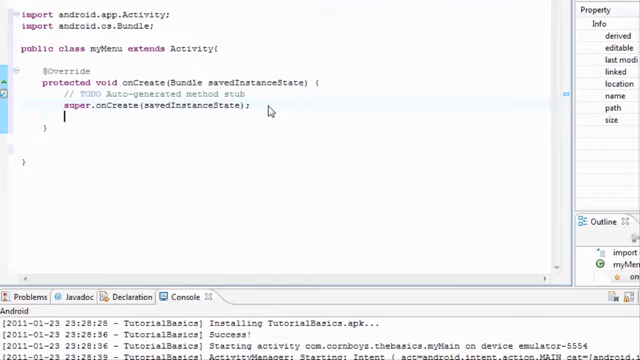 import android.app.Activity;
import android.os.Bundle;
public class myMenu extends Activity{
@Override
protected void onCreate(Bundle savedInstanceState) {
// TODO Auto-generated method stub
super.onCreate(savedInstanceState);
}
}
Property
Info
derived
editable
last modi
linked
location
name
path
size
Outline
import
myMen
on
Problems Javadoc Declaration Console
Android
[2011-01-23 23:28:28 - TutorialBasics] Installing TutorialBasics.apk...
[2011-01-23 23:28:36 - TutorialBasics] Success!
[2011-01-23 23:28:36 - TutorialBasics] Starting activity com.cornboyz.thebasics.myMain on device emulator-5554
[2011-01-23 23:28:39 - TutorialBasics] ActivityManager: Starting: Intent { act=android.intent.action.MAIN cat=[android